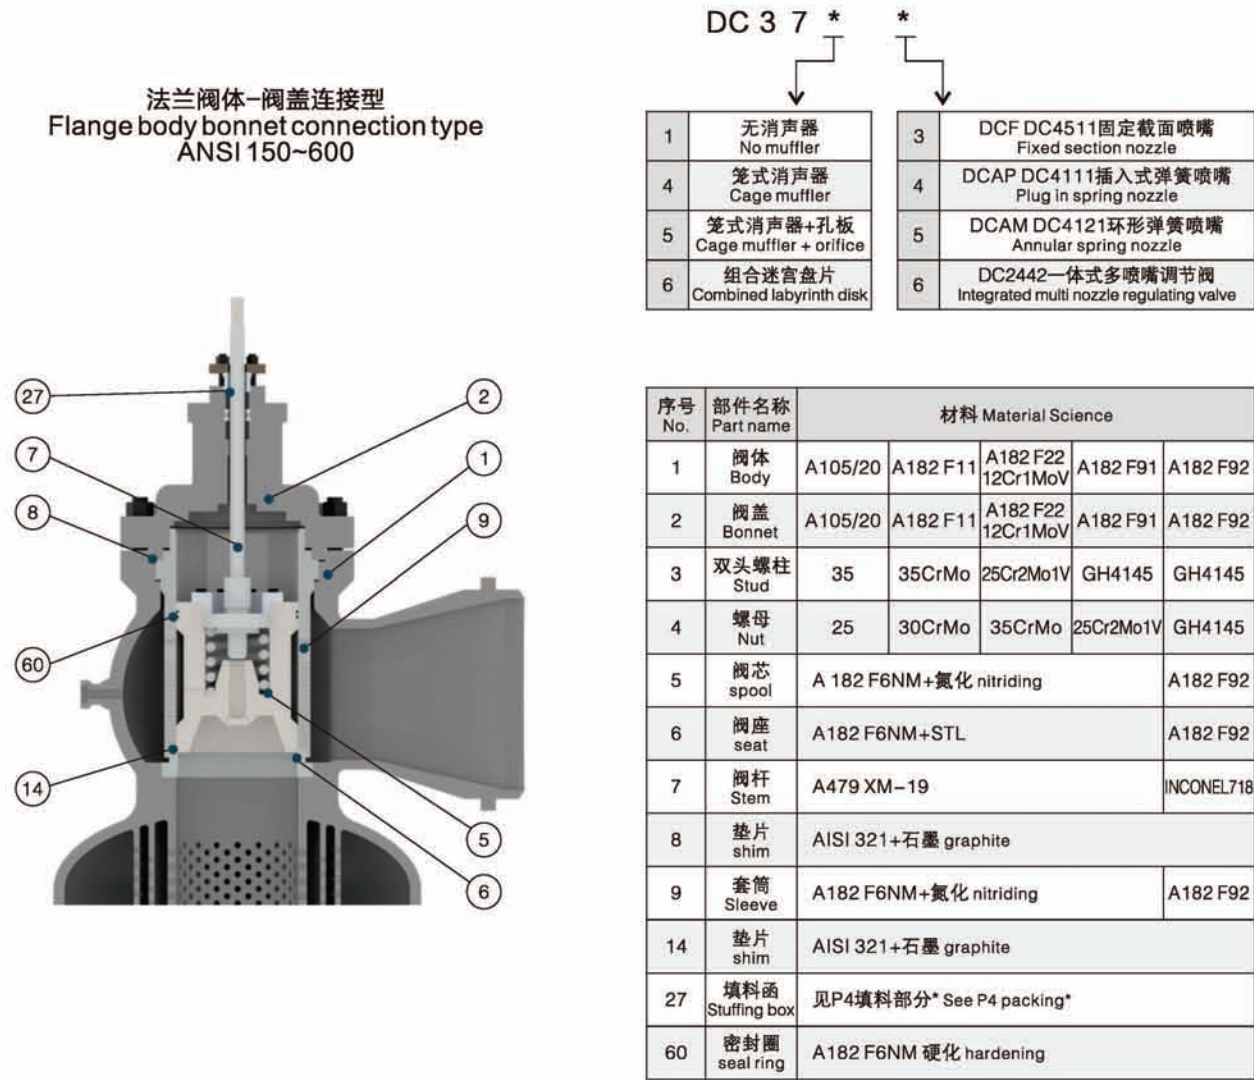 DC 3 7 * *
法兰阀体-阀盖连接型
Flange body bonnet connection type
ANSI 150~600
1 无消声器 No muffler
4 笼式消声器 Cage muffler
5 笼式消声器+孔板 Cage muffler + orifice
6 组合迷宫盘片 Combined labyrinth disk
3 DCF DC4511固定截面喷嘴 Fixed section nozzle
4 DCAP DC4111插入式弹簧喷嘴 Plug in spring nozzle
5 DCAM DC4121环形弹簧喷嘴 Annular spring nozzle
6 DC2442一体式多喷嘴调节阀 Integrated multi nozzle regulating valve
27
2
7
1
8
9
60
14
5
6
序号 No. 部件名称 Part name 材料 Material Science
1 阀体 Body A105/20 A182 F11 A182 F22 12Cr1MoV A182 F91 A182 F92
2 阀盖 Bonnet A105/20 A182 F11 A182 F22 12Cr1MoV A182 F91 A182 F92
3 双头螺柱 Stud 35 35CrMo 25Cr2Mo1V GH4145 GH4145
4 螺母 Nut 25 30CrMo 35CrMo 25Cr2Mo1V GH4145
5 阀芯 spool A 182 F6NM+氮化 nitriding A182 F92
6 阀座 seat A182 F6NM+STL A182 F92
7 阀杆 Stem A479 XM-19 INCONEL718
8 垫片 shim AISI 321+石墨 graphite
9 套筒 Sleeve A182 F6NM+氮化 nitriding A182 F92
14 垫片 shim AISI 321+石墨 graphite
27 填料函 Stuffing box 见P4填料部分* See P4 packing*
60 密封圈 seal ring A182 F6NM 硬化 hardening